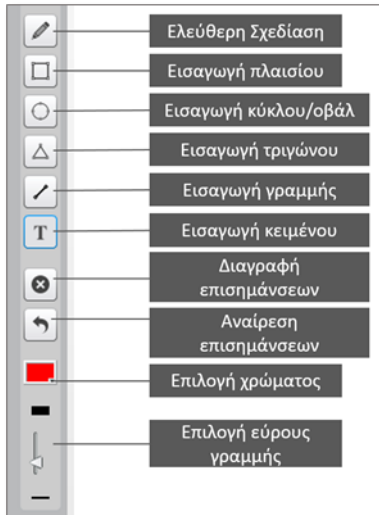 Ελεύθερη Σχεδίαση
Εισαγωγή πλαισίου
Εισαγωγή κύκλου/οβάλ
Εισαγωγή τριγώνου
Εισαγωγή γραμμής
T
Εισαγωγή κειμένου
Διαγραφή
επισημάνσεων
Αναίρεση
επισημάνσεων
Επιλογή χρώματος
Επιλογή εύρους
γραμμής